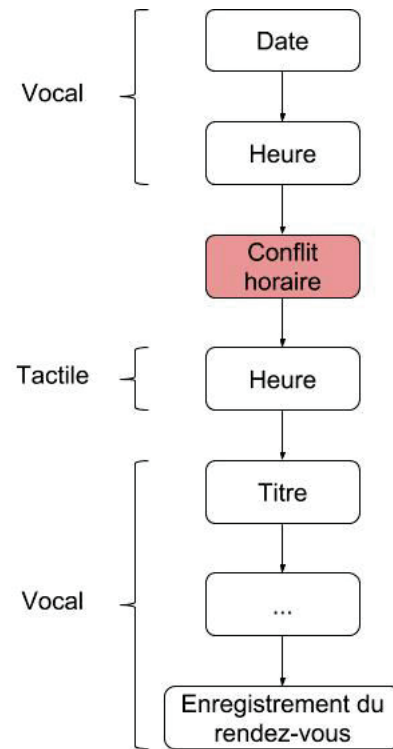 Date
Vocal
Heure
Conflit
horaire
Tactile
Heure
Titre
...
Vocal
Enregistrement du
rendez-vous